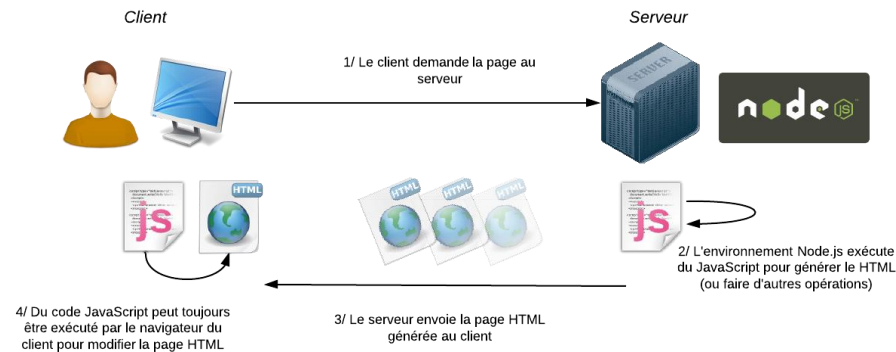 Client
Serveur
1/ Le client demande la page au
serveur
SERVER
node JS
HTML
js
HTML
HTML
HTML
js
2/ L'environnement Node.js exécute
du JavaScript pour générer le HTML
(ou faire d'autres opérations)
3/ Le serveur envoie la page HTML
générée au client
4/ Du code JavaScript peut toujours
être exécuté par le navigateur du
client pour modifier la page HTML